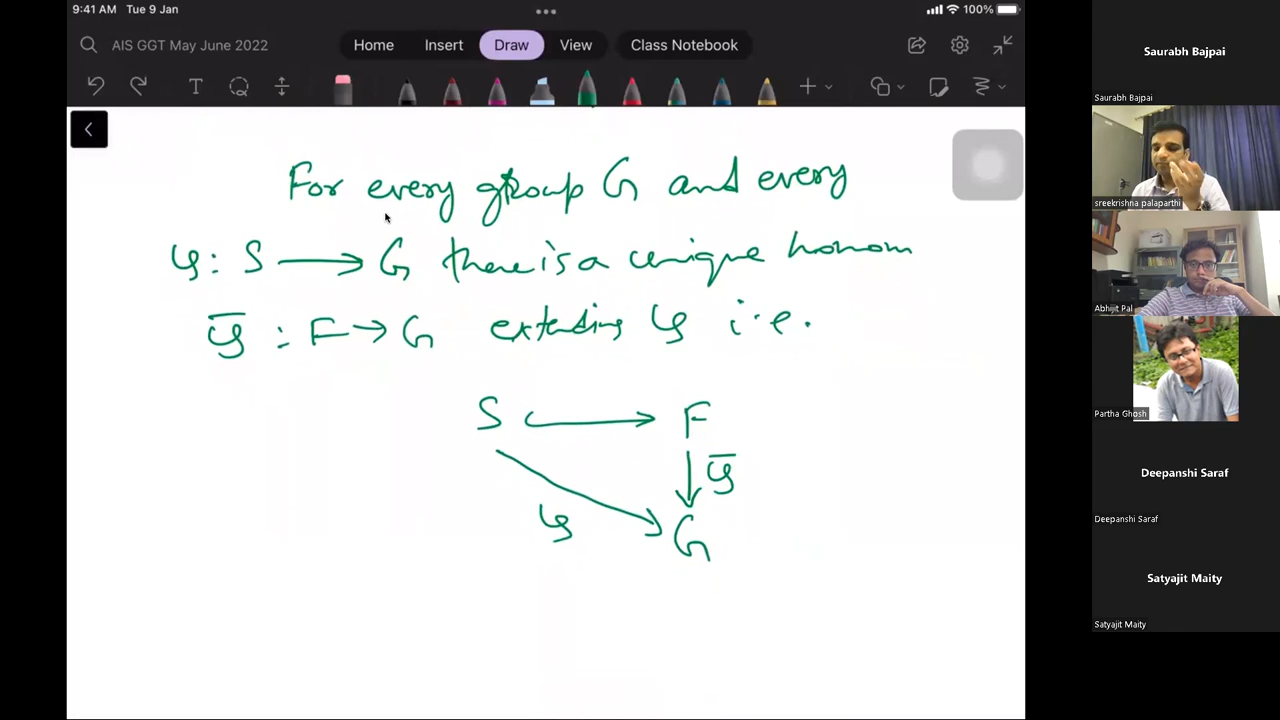 9:41 AM Tue 9 Jan
100%
AIS GGT May June 2022
Home Insert Draw View Class Notebook
For every group G and every
φ : S → G there is a unique homom
φ̅ : F → G extending φ i.e.
S ↪ F
φ̅
φ
G
Saurabh Bajpai
Saurabh Bajpai
sreekrishna palaparthi
Abhijit Pal
Partha Ghosh
Deepanshi Saraf
Deepanshi Saraf
Satyajit Maity
Satyajit Maity